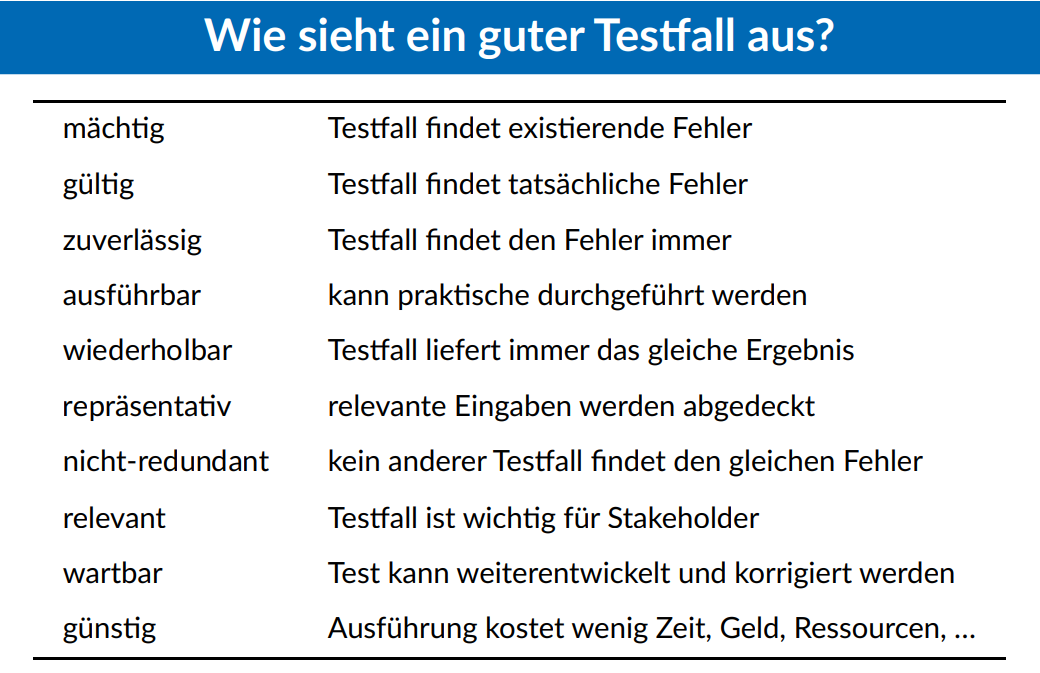 Wie sieht ein guter Testfall aus?
mächtig Testfall findet existierende Fehler
gültig Testfall findet tatsächliche Fehler
zuverlässig Testfall findet den Fehler immer
ausführbar kann praktische durchgeführt werden
wiederholbar Testfall liefert immer das gleiche Ergebnis
repräsentativ relevante Eingaben werden abgedeckt
nicht-redundant kein anderer Testfall findet den gleichen Fehler
relevant Testfall ist wichtig für Stakeholder
wartbar Test kann weiterentwickelt und korrigiert werden
günstig Ausführung kostet wenig Zeit, Geld, Ressourcen, ...